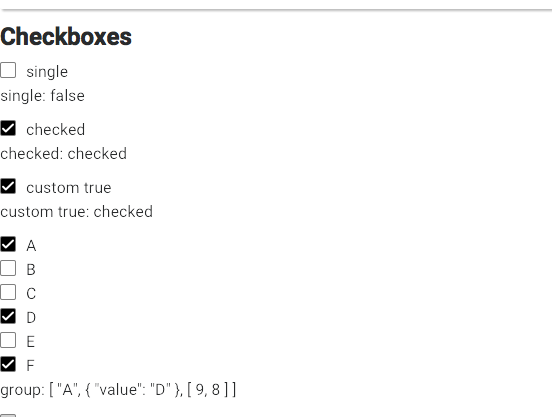 Checkboxes
single
single: false
checked
checked: checked
custom true
custom true: checked
A
B
C
D
E
F
group: [ "A", { "value": "D" }, [ 9, 8 ] ]